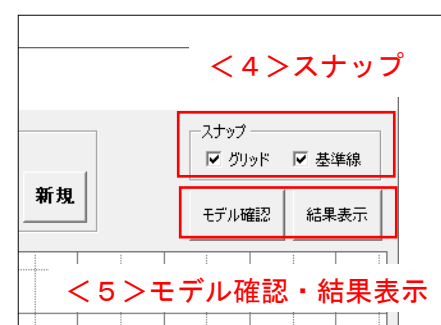 ＜４＞スナップ
スナップ
グリッド 基準線
新規
モデル確認 結果表示
＜５＞モデル確認・結果表示